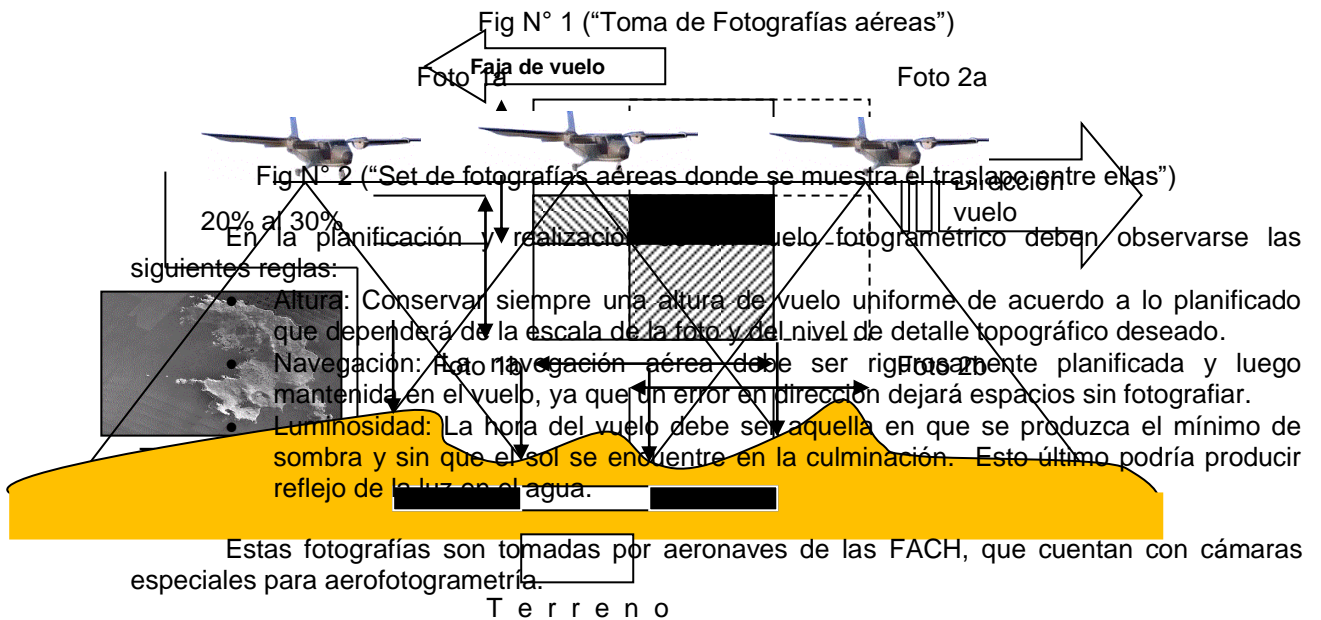 Fig N° 1 (“Toma de Fotografías aéreas”)
Faja de vuelo
Foto 1a
Foto 2a
Fig N° 2 (“Set de fotografías aéreas donde se muestra el traslapo entre ellas”)
Dirección
vuelo
20% al 30%
En la planificación y realización vuelo fotogramétrico deben observarse las
siguientes reglas:
• Altura: Conservar siempre una altura de vuelo uniforme de acuerdo a lo planificado
que dependerá de la escala de la foto y del nivel de detalle topográfico deseado.
• Navegación: La navegación aérea debe ser rigurosamente planificada y luego
Foto 1b
Foto 2b
mantenida en el vuelo, ya que un error en dirección dejará espacios sin fotografiar.
• Luminosidad: La hora del vuelo debe ser aquella en que se produzca el mínimo de
sombra y sin que el sol se encuentre en la culminación. Esto último podría producir
reflejo de la luz en el agua.
Estas fotografías son tomadas por aeronaves de las FACH, que cuentan con cámaras
especiales para aerofotogrametría.
T e r r e n o